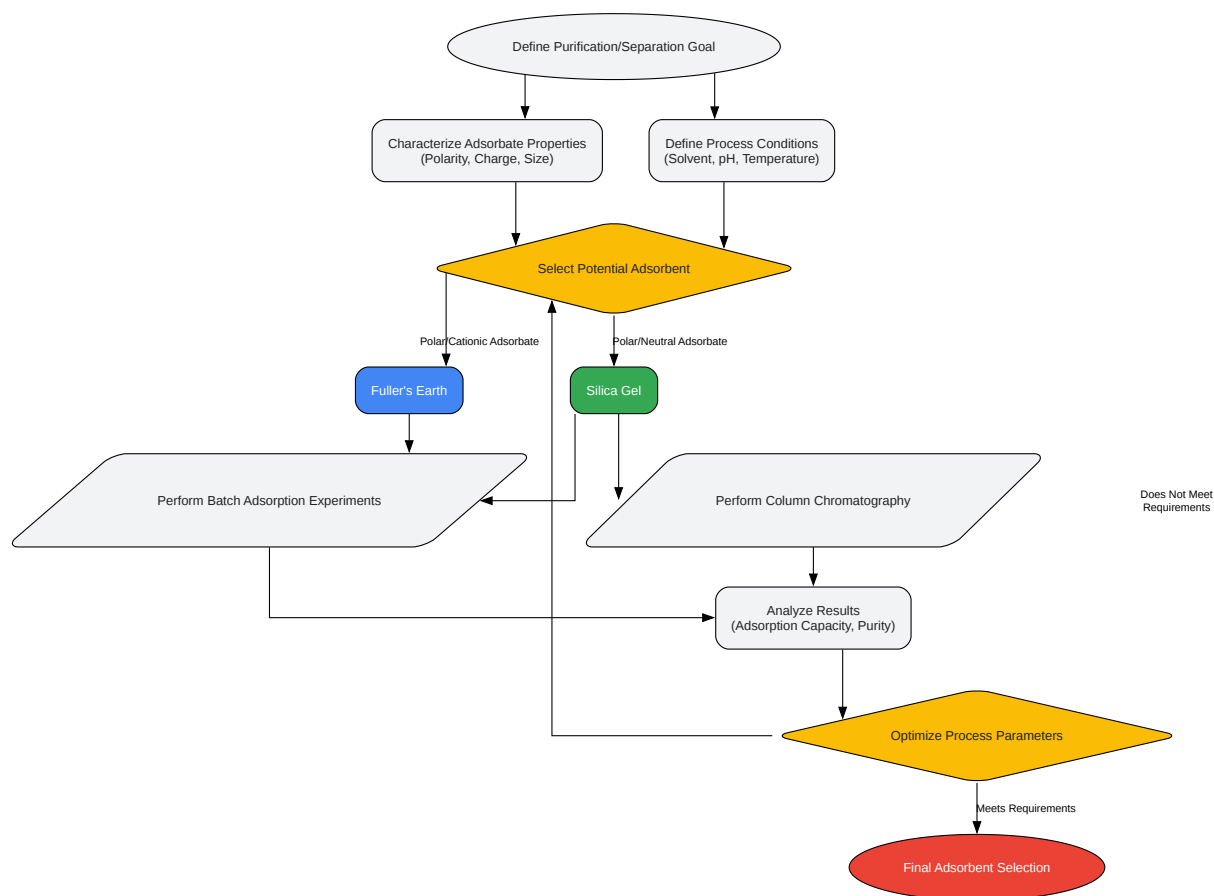 Define Purification/Separation Goal
Characterize Adsorbate Properties
(Polarity, Charge, Size)
Define Process Conditions
(Solvent, pH, Temperature)
Select Potential Adsorbent
Polar/Cationic Adsorbate
Polar/Neutral Adsorbate
Fuller's Earth
Silica Gel
Perform Batch Adsorption Experiments
Perform Column Chromatography
Does Not Meet
Requirements
Analyze Results
(Adsorption Capacity, Purity)
Optimize Process Parameters
Meets Requirements
Final Adsorbent Selection